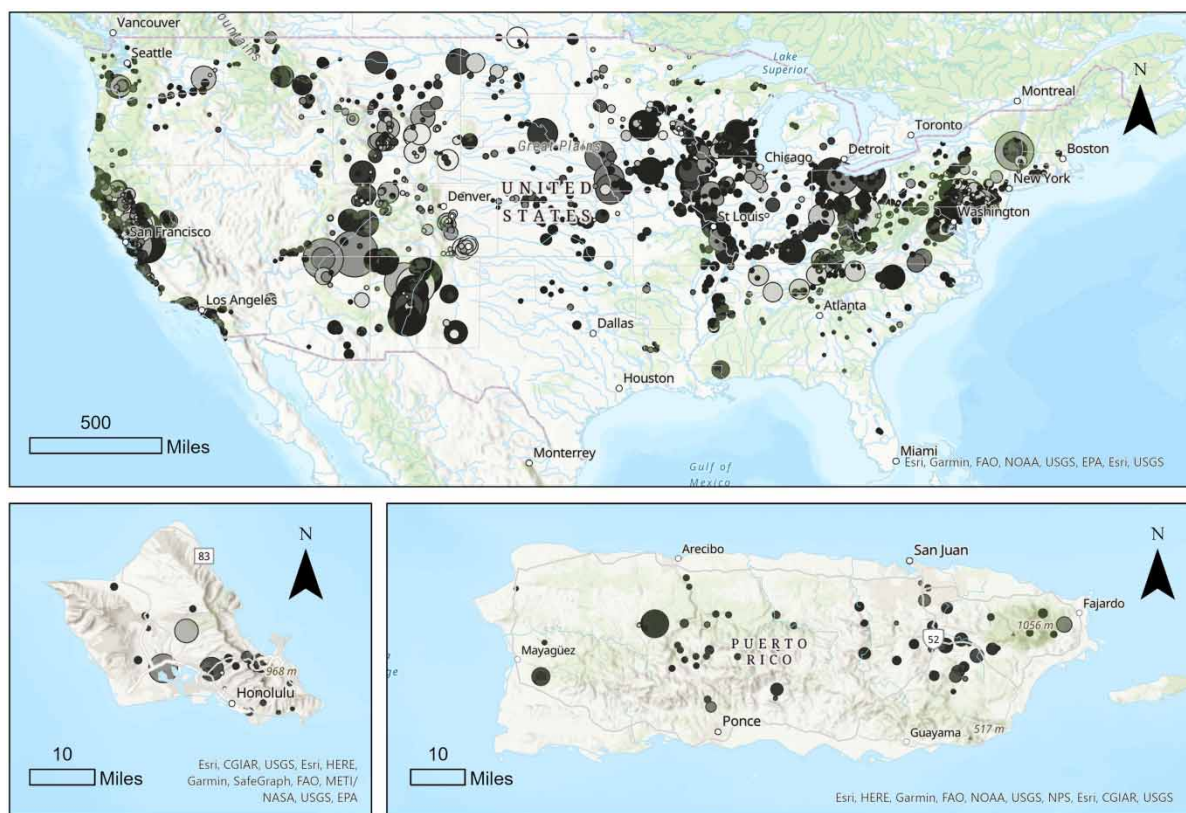 Vancouver
Seattle
Mountains
Lake
Superior
N
Montreal
Toronto
Boston
Great Plains
Chicago
Detroit
New York
Denver
UNITED
STATES
St Louis
Washington
San Francisco
Los Angeles
Atlanta
Dallas
Houston
500
Miles
Monterrey
Gulf of
Mexico
Miami
Esri, Garmin, FAO, NOAA, USGS, EPA, Esri, USGS
83
N
968 m
Honolulu
10
Miles
Esri, CGIAR, USGS, Esri, HERE,
Garmin, SafeGraph, FAO, METI/
NASA, USGS, EPA
Arecibo
San Juan
N
Fajardo
1056 m
52
Mayagüez
PUERTO
RICO
Ponce
Guayama
517 m
10
Miles
Esri, HERE, Garmin, FAO, NOAA, USGS, NPS, Esri, CGIAR, USGS